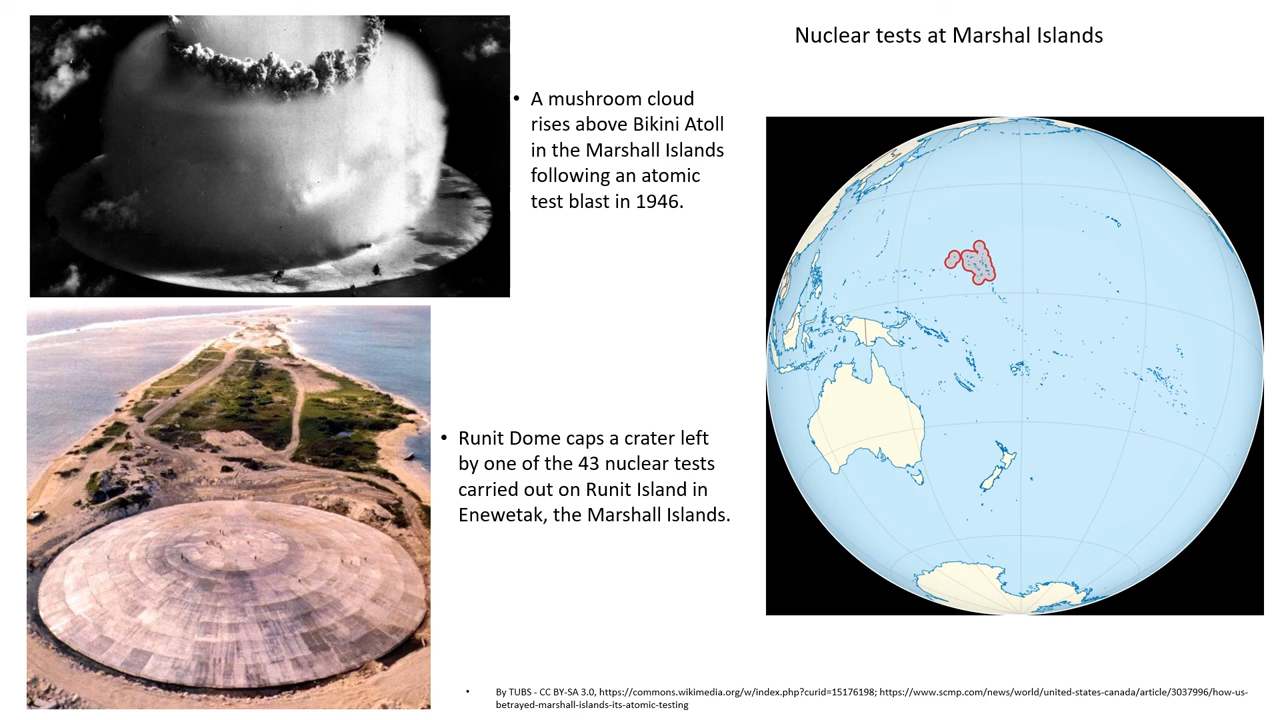 Nuclear tests at Marshal Islands
• A mushroom cloud
rises above Bikini Atoll
in the Marshall Islands
following an atomic
test blast in 1946.
• Runit Dome caps a crater left
by one of the 43 nuclear tests
carried out on Runit Island in
Enewetak, the Marshall Islands.
• By TUBS - CC BY-SA 3.0, https://commons.wikimedia.org/w/index.php?curid=15176198; https://www.scmp.com/news/world/united-states-canada/article/3037996/how-us-
betrayed-marshall-islands-its-atomic-testing